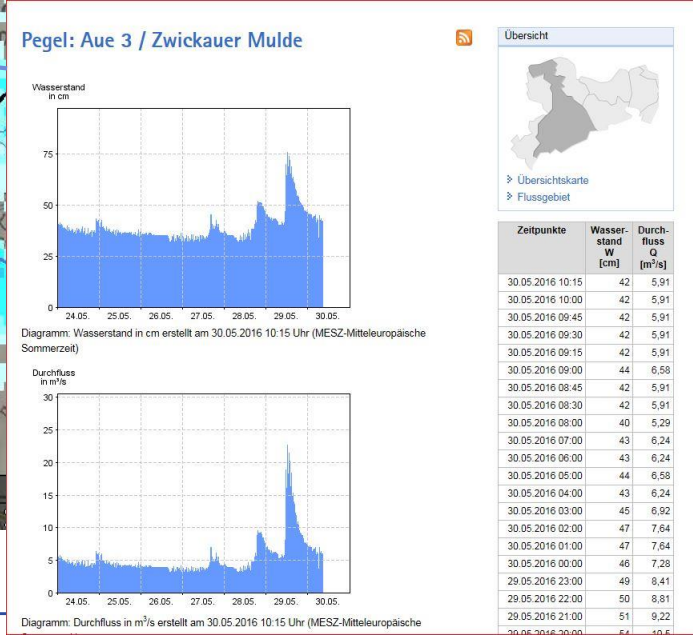 Pegel: Aue 3 / Zwickauer Mulde
Wasserstand
in cm
75
50
25
0
24.05. 25.05. 26.05. 27.05. 28.05. 29.05. 30.05.
Diagramm: Wasserstand in cm erstellt am 30.05.2016 10:15 Uhr (MESZ-Mitteleuropäische
Sommerzeit)
Durchfluss
in m³/s
30
25
20
15
10
5
0
24.05. 25.05. 26.05. 27.05. 28.05. 29.05. 30.05.
Diagramm: Durchfluss in m³/s erstellt am 30.05.2016 10:15 Uhr (MESZ-Mitteleuropäische
Übersicht
Übersichtskarte
Flussgebiet
Zeitpunkte Wasser- Durch-
stand fluss
W Q
[cm] [m³/s]
30.05.2016 10:15 42 5,91
30.05.2016 10:00 42 5,91
30.05.2016 09:45 42 5,91
30.05.2016 09:30 42 5,91
30.05.2016 09:15 42 5,91
30.05.2016 09:00 44 6,58
30.05.2016 08:45 42 5,91
30.05.2016 08:30 42 5,91
30.05.2016 08:00 40 5,29
30.05.2016 07:00 43 6,24
30.05.2016 06:00 43 6,24
30.05.2016 05:00 44 6,58
30.05.2016 04:00 43 6,24
30.05.2016 03:00 45 6,92
30.05.2016 02:00 47 7,64
30.05.2016 01:00 47 7,64
30.05.2016 00:00 46 7,28
29.05.2016 23:00 49 8,41
29.05.2016 22:00 50 8,81
29.05.2016 21:00 51 9,22
29.05.2016 20:00 54 10,5